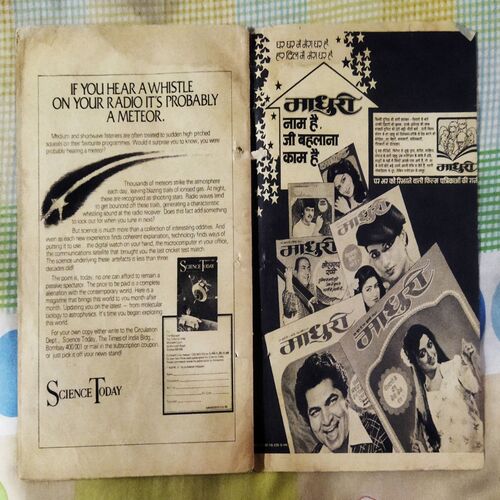 IF YOU HEAR A WHISTLE
ON YOUR RADIO IT'S PROBABLY
A METEOR.
Medium and shortwave listeners are often treated to sudden high pitched
squeals on their favourite programmes. Would it surprise you to know, you were
probably hearing a meteor?
Thousands of meteors strike the atmosphere
each day, leaving blazing trails of ionised gas. At night,
these are recognised as shooting stars. Radio waves tend
to get bounced off these trails, generating a characteristic
whistling sound at the radio receiver. Does this fact add something
to look out for when you tune in next?
But science is much more than a collection of interesting oddities. And
even as each new experience finds coherent explanation, technology finds ways of
putting it to use. the digital watch on your hand, the microcomputer in your office,
the communications satellite that brought you the last cricket test match.
The science underlying these artefacts is less than three
decades old!
The point is, today, no one can afford to remain a
passive spectator. The price to be paid is a complete
alienation with the contemporary world. Here is a
magazine that brings this world to you month after
month. Updating you on the latest — from molecular
biology to astrophysics. It's time you began exploring
this world.
For your own copy either write to the Circulation
Dept., Science Today, The Times of India Bldg.,
Bombay 400 001 or mail in the subscription coupon
or just pick it off your news stand!
SCIENCE TODAY
SCIENCE TODAY
घर घर में मेरा घर है
हर दिल में मेरा घर है
माधुरी
नाम है,
जी बहलाना
काम है
माधुरी
घर भर को रिझाने वाली फिल्म पत्रिकाओं की रानी
माधुरी
माधुरी
माधुरी
माधुरी